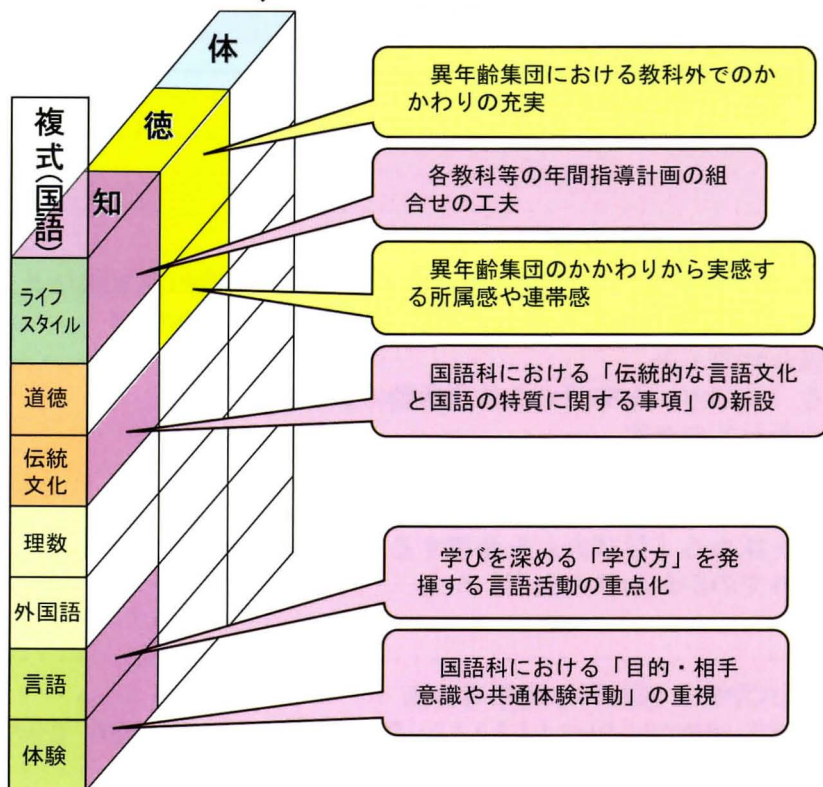 体
徳
知
複式(国語)
ライフ
スタイル
道徳
伝統
文化
理数
外国語
言語
体験
異年齢集団における教科外でのか
かわりの充実
各教科等の年間指導計画の組
合せの工夫
異年齢集団のかかわりから実感す
る所属感や連帯感
国語科における「伝統的な言語文化
と国語の特質に関する事項」の新設
学びを深める「学び方」を発
揮する言語活動の重点化
国語科における「目的・相手
意識や共通体験活動」の重視